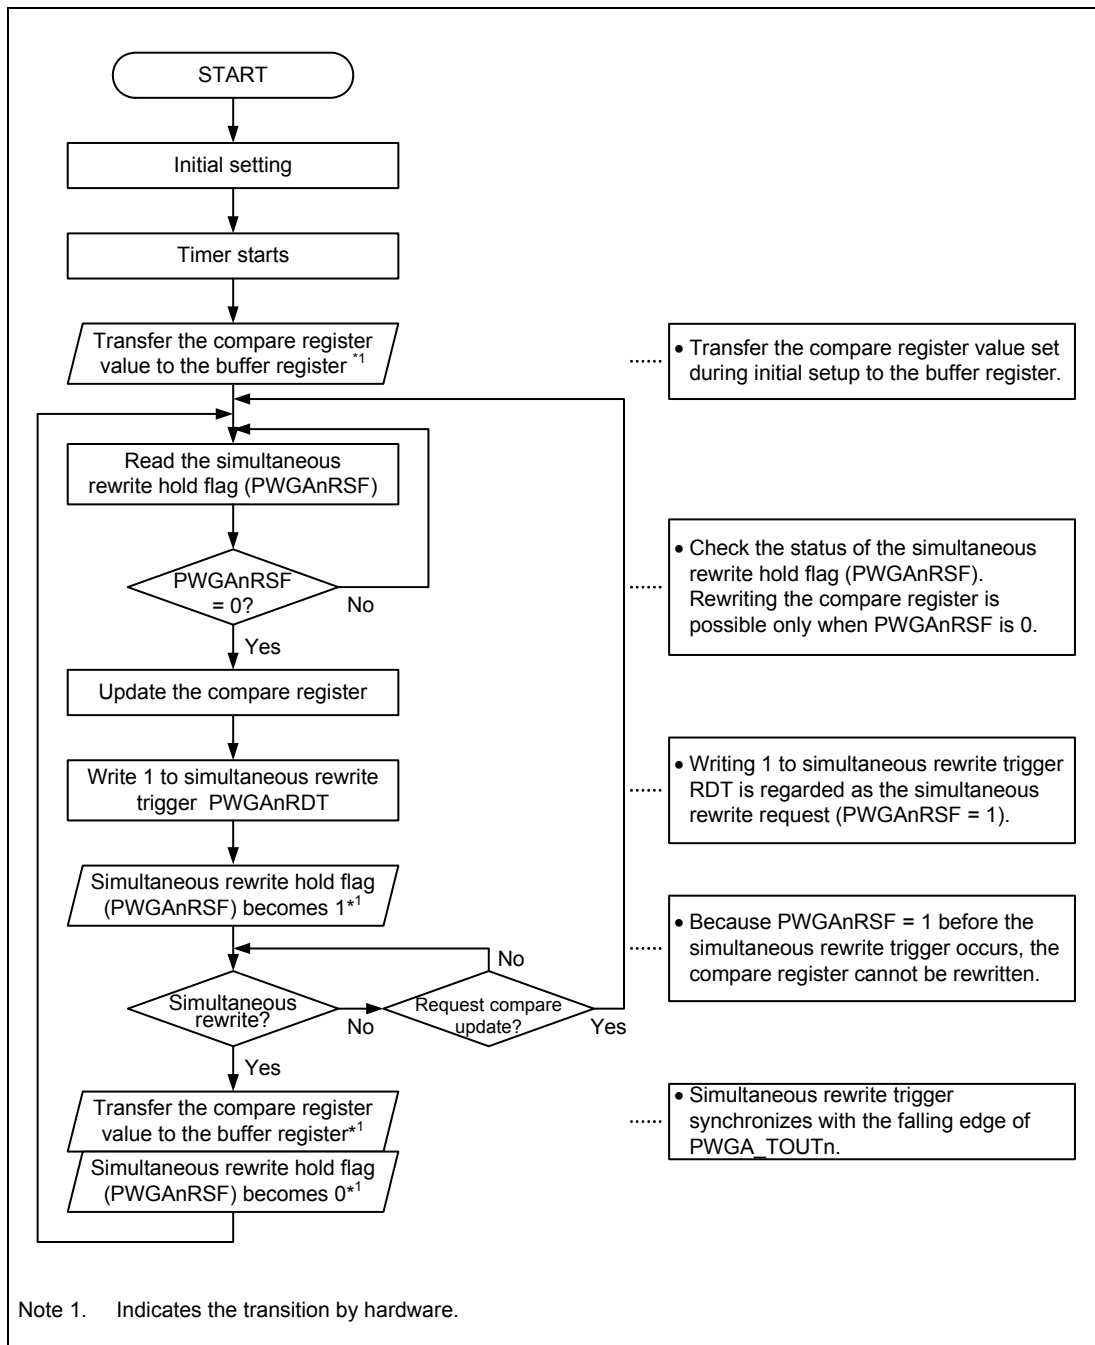 START
Initial setting
Timer starts
Transfer the compare register
value to the buffer register *1
• Transfer the compare register value set
during initial setup to the buffer register.
Read the simultaneous
rewrite hold flag (PWGAnRSF)
PWGAnRSF
= 0?
No
Yes
• Check the status of the simultaneous
rewrite hold flag (PWGAnRSF).
Rewriting the compare register is
possible only when PWGAnRSF is 0.
Update the compare register
Write 1 to simultaneous rewrite
trigger PWGAnRDT
• Writing 1 to simultaneous rewrite trigger
RDT is regarded as the simultaneous
rewrite request (PWGAnRSF = 1).
Simultaneous rewrite hold flag
(PWGAnRSF) becomes 1*1
• Because PWGAnRSF = 1 before the
simultaneous rewrite trigger occurs, the
compare register cannot be rewritten.
Simultaneous
rewrite?
No
Request compare
update?
No
Yes
Yes
Transfer the compare register
value to the buffer register*1
Simultaneous rewrite hold flag
(PWGAnRSF) becomes 0*1
• Simultaneous rewrite trigger
synchronizes with the falling edge of
PWGA_TOUTn.
Note 1. Indicates the transition by hardware.